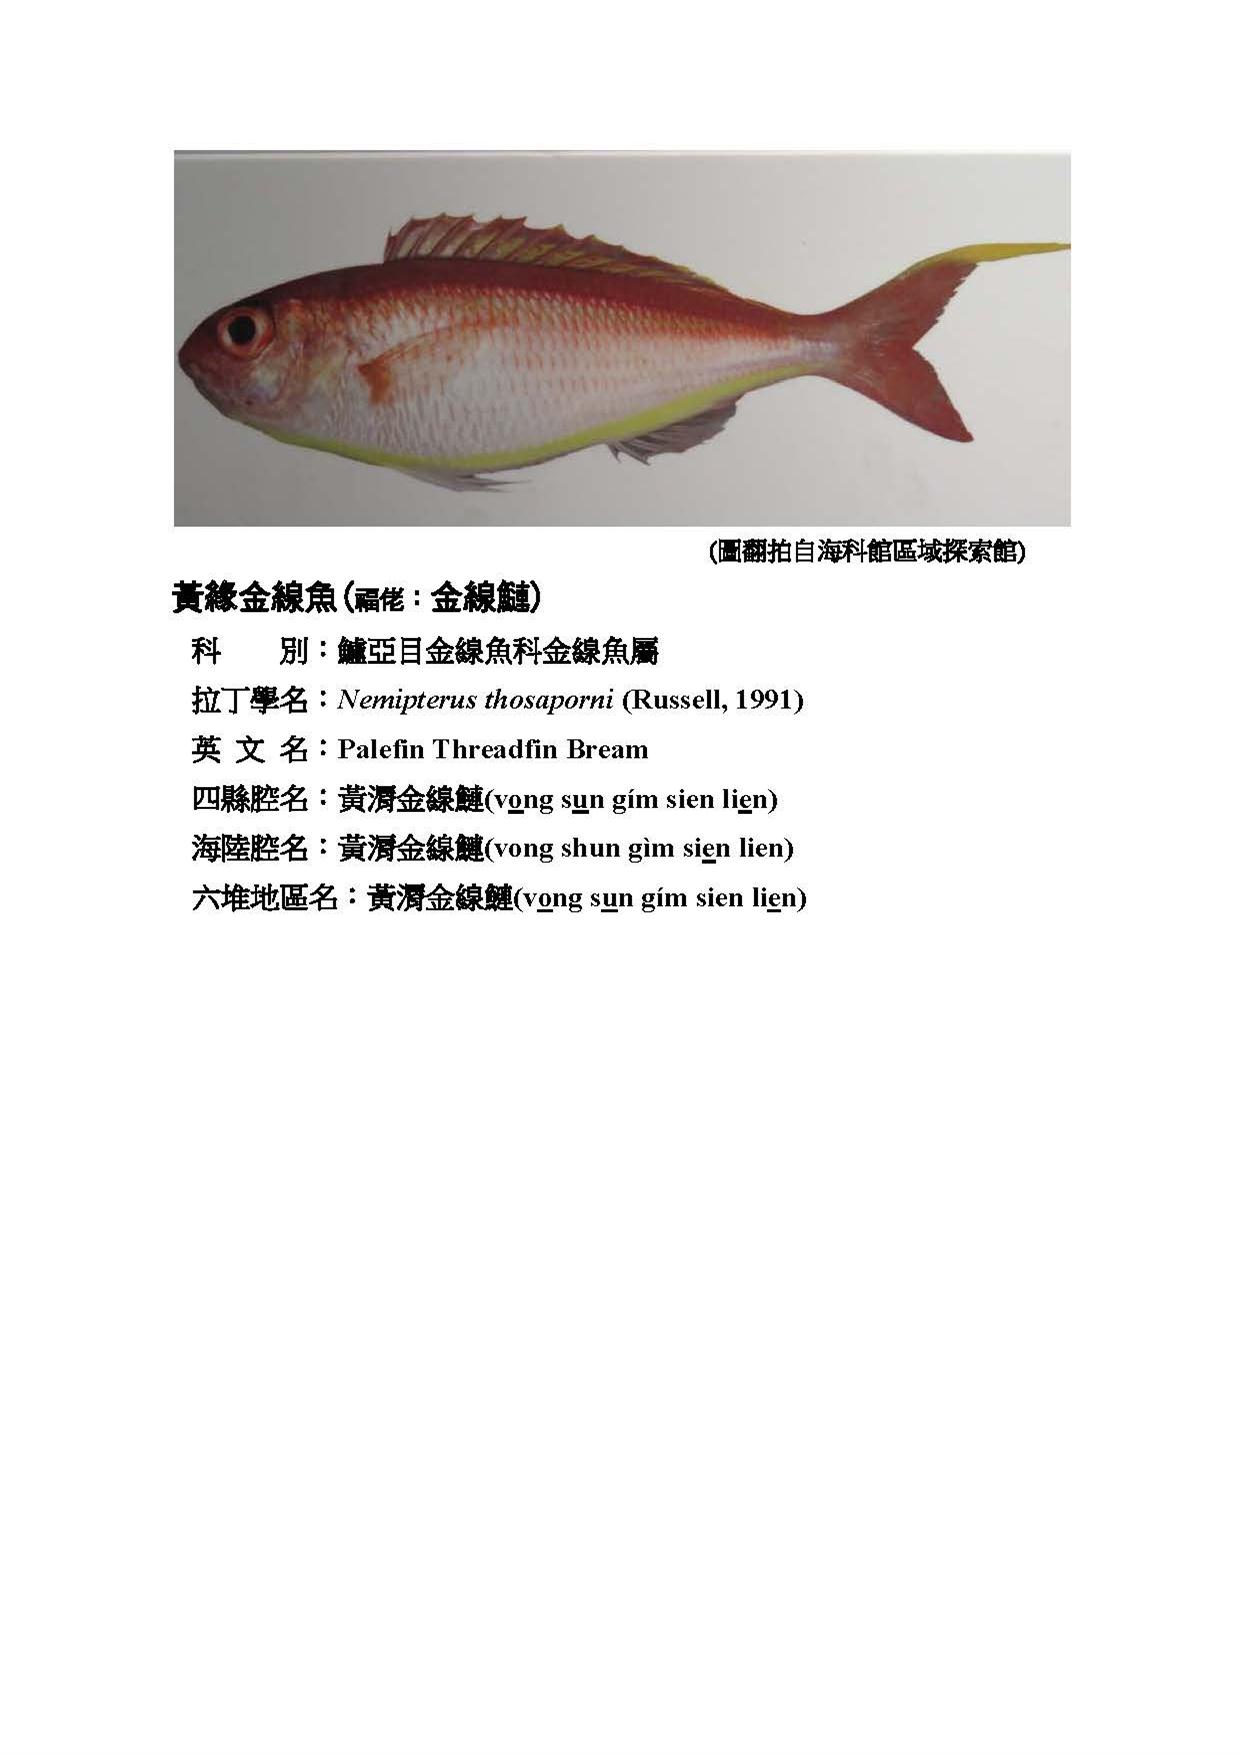 (圖翻拍自海科館區域探索館)
黃緣金線魚(福佬：金線鰱)
科　　別：鱸亞目金線魚科金線魚屬
拉丁學名：Nemipterus thosaporni (Russell, 1991)
英 文 名：Palefin Threadfin Bream
四縣腔名：黃漘金線鰱(vong sun gím sien lien)
海陸腔名：黃漘金線鰱(vong shun gìm sien lien)
六堆地區名：黃漘金線鰱(vong sun gím sien lien)